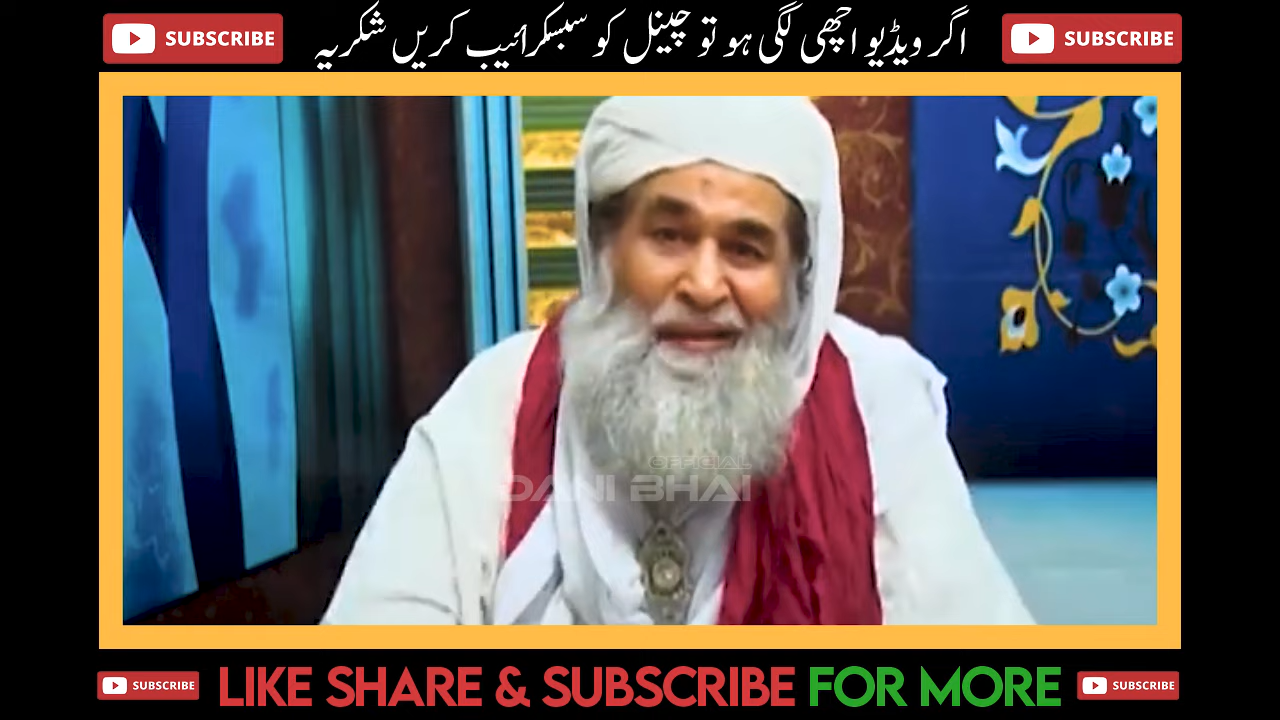 SUBSCRIBE
اگر ویڈیو اچھی لگی ہو تو چینل کو سبسکرائیب کریں شکریہ
SUBSCRIBE
OFFICIAL
DANI BHAI
SUBSCRIBE
LIKE SHARE & SUBSCRIBE FOR MORE
SUBSCRIBE